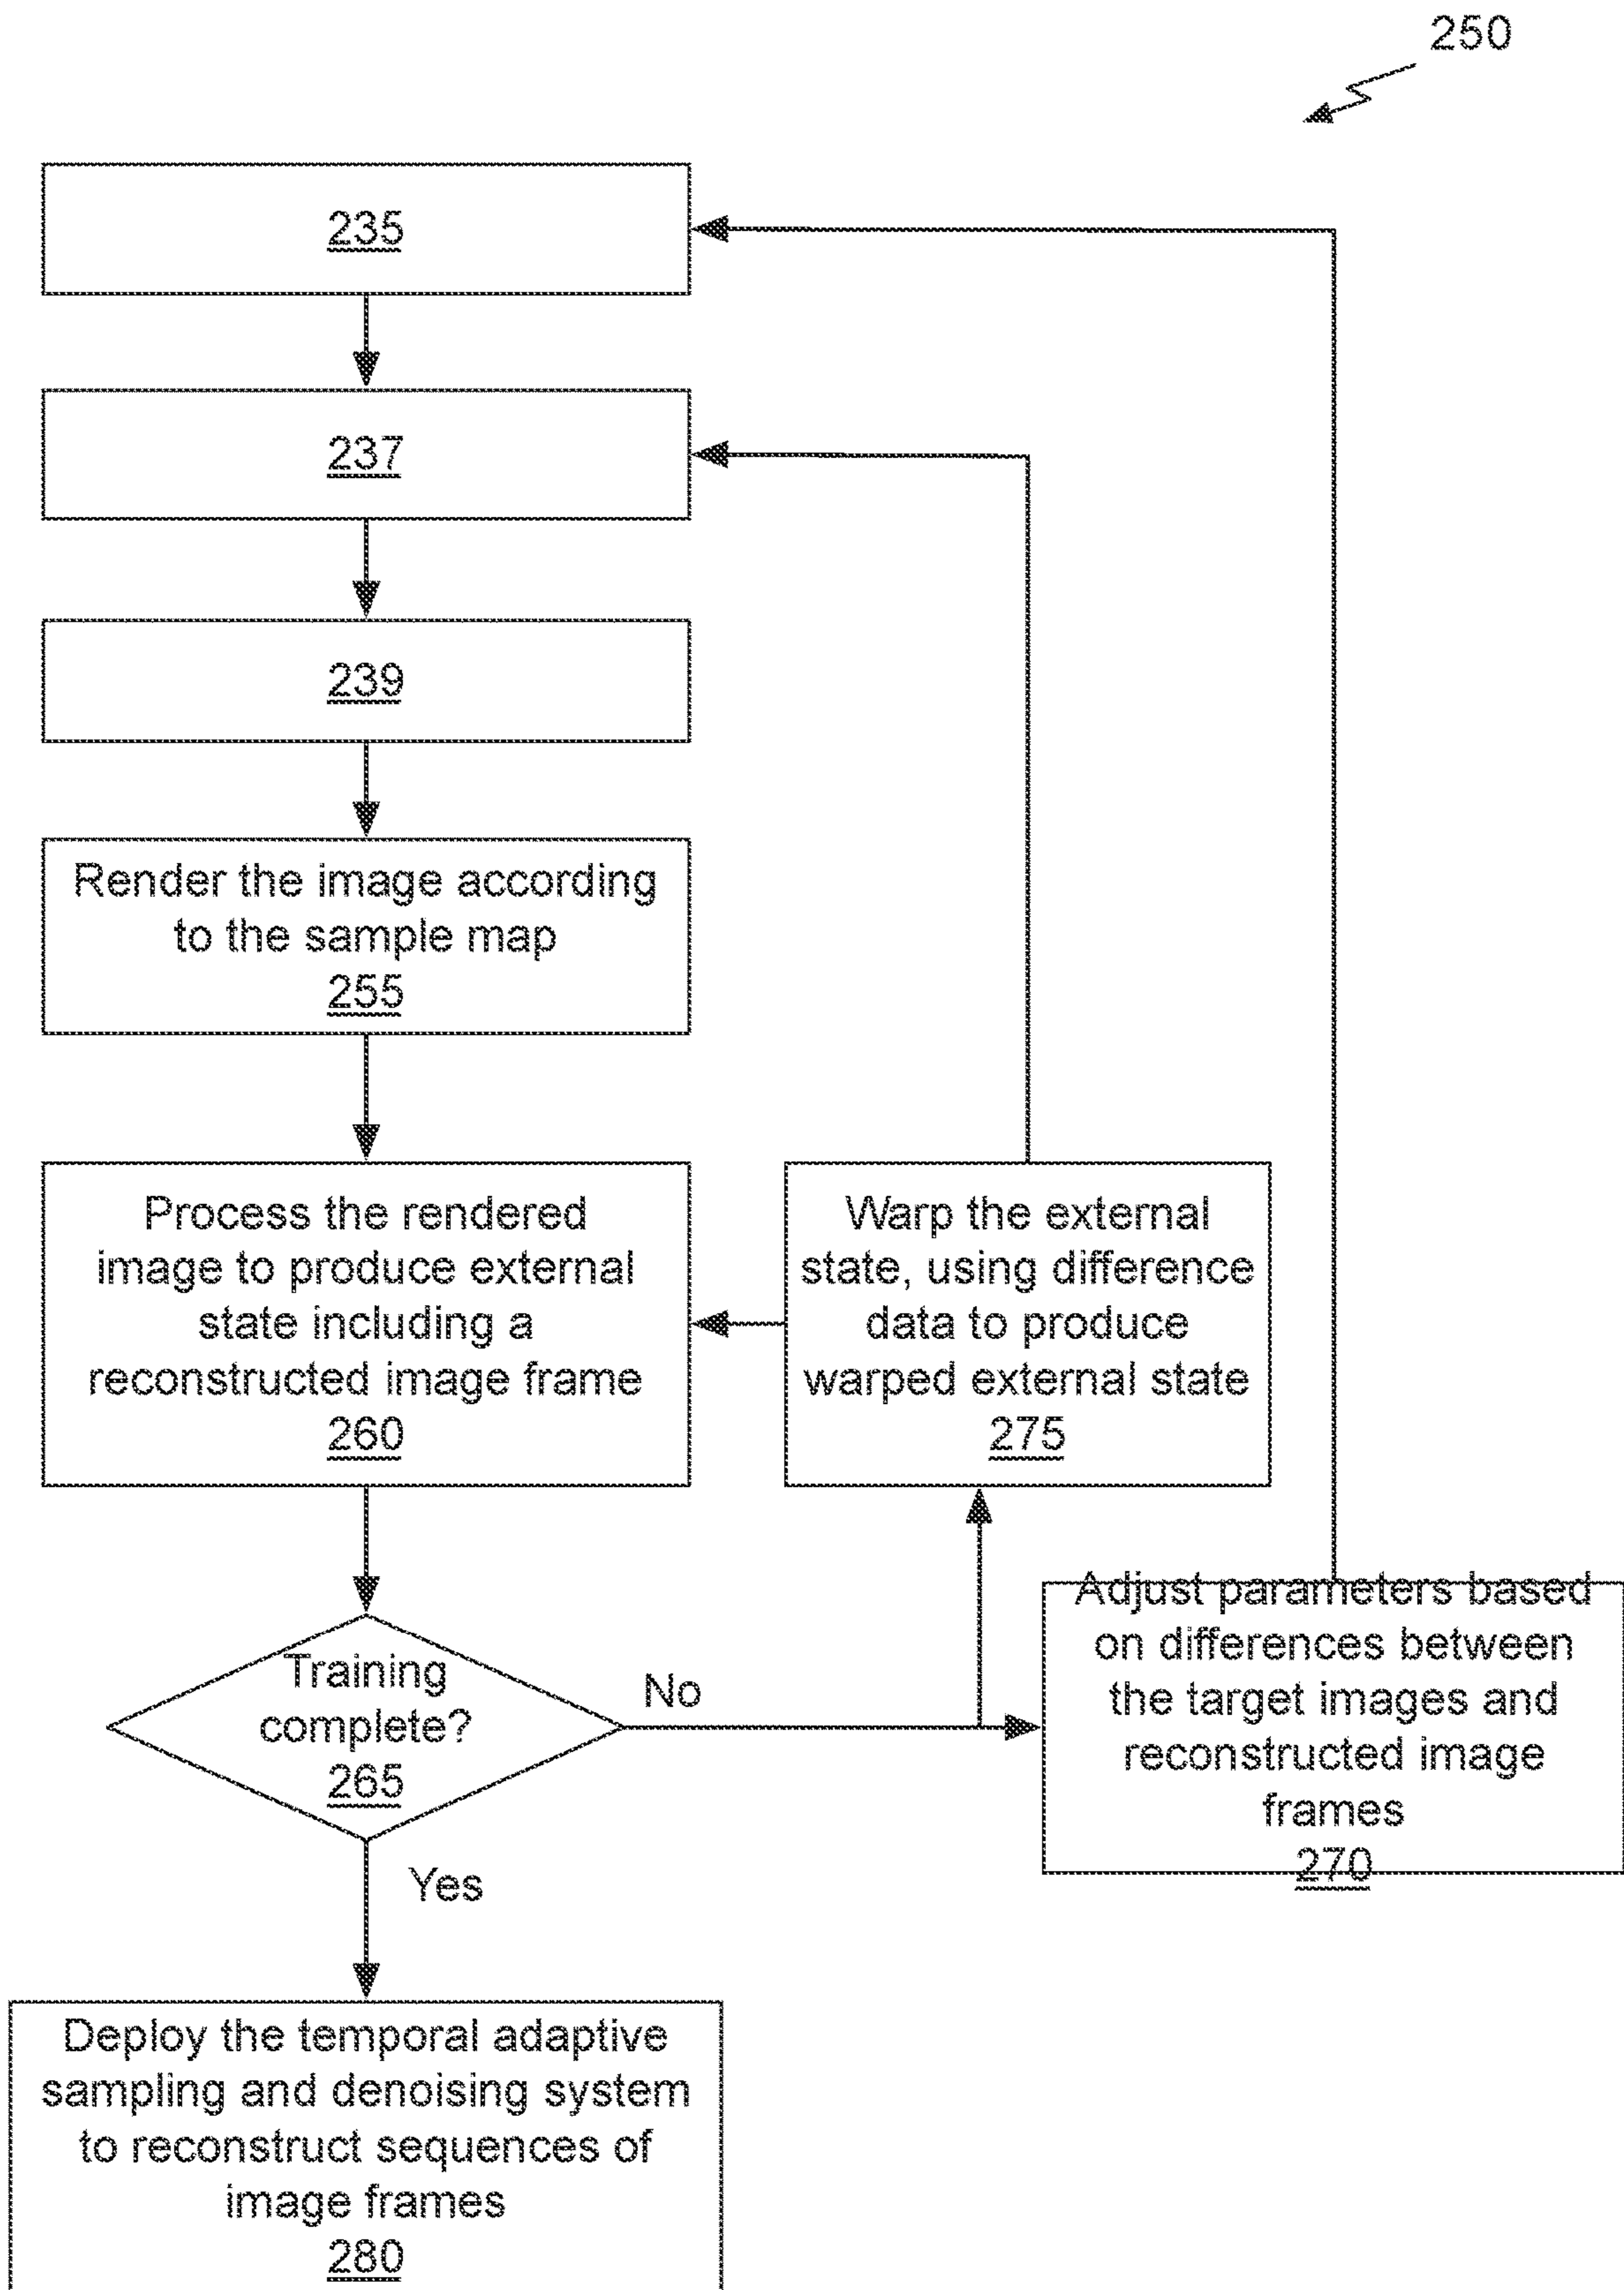 250
235
237
239
Render the image according
to the sample map
255
Process the rendered
image to produce external
state including a
reconstructed image frame
260
Warp the external
state, using difference
data to produce
warped external state
275
Training
complete?
265
No
Yes
Adjust parameters based
on differences between
the target images and
reconstructed image
frames
270
Deploy the temporal adaptive
sampling and denoising system
to reconstruct sequences of
image frames
280